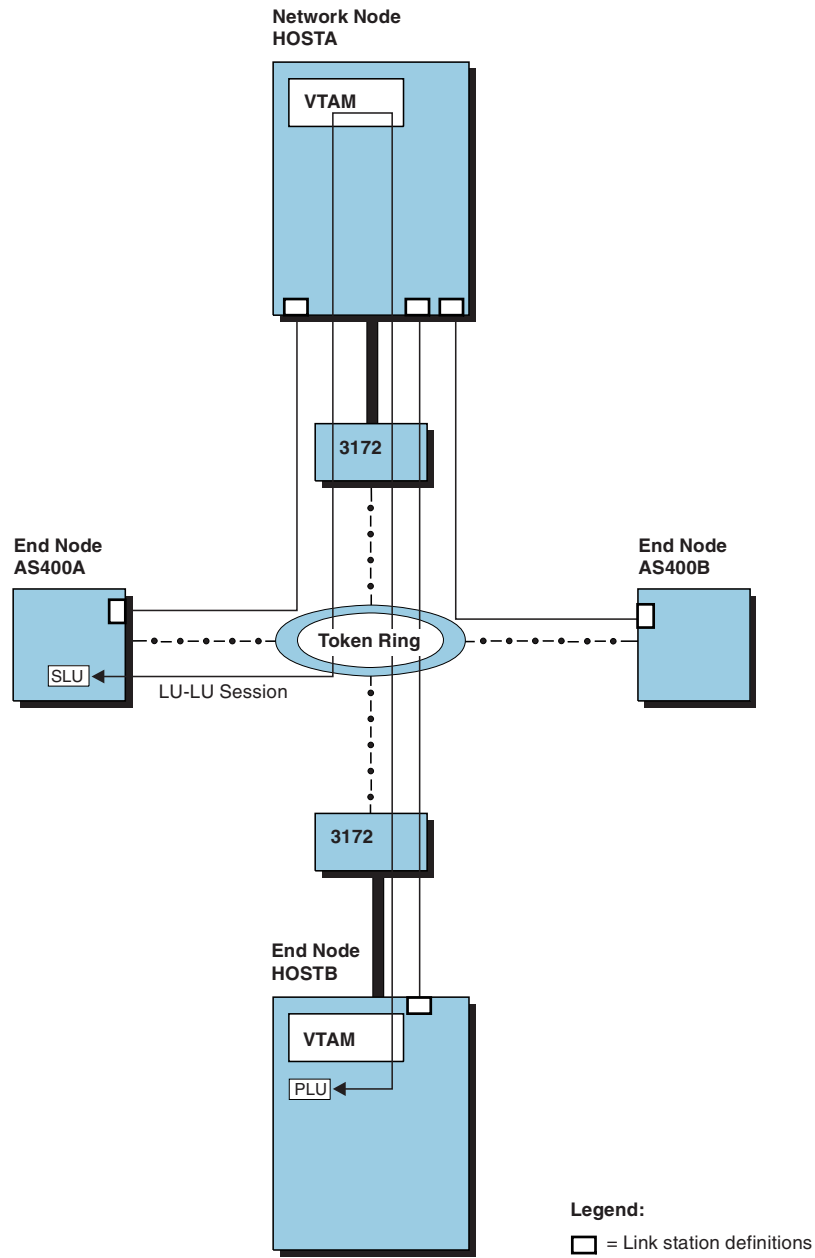 Network Node
HOSTA
VTAM
3172
End Node
AS400A
End Node
AS400B
Token Ring
SLU
LU-LU Session
3172
End Node
HOSTB
VTAM
PLU
Legend:
= Link station definitions